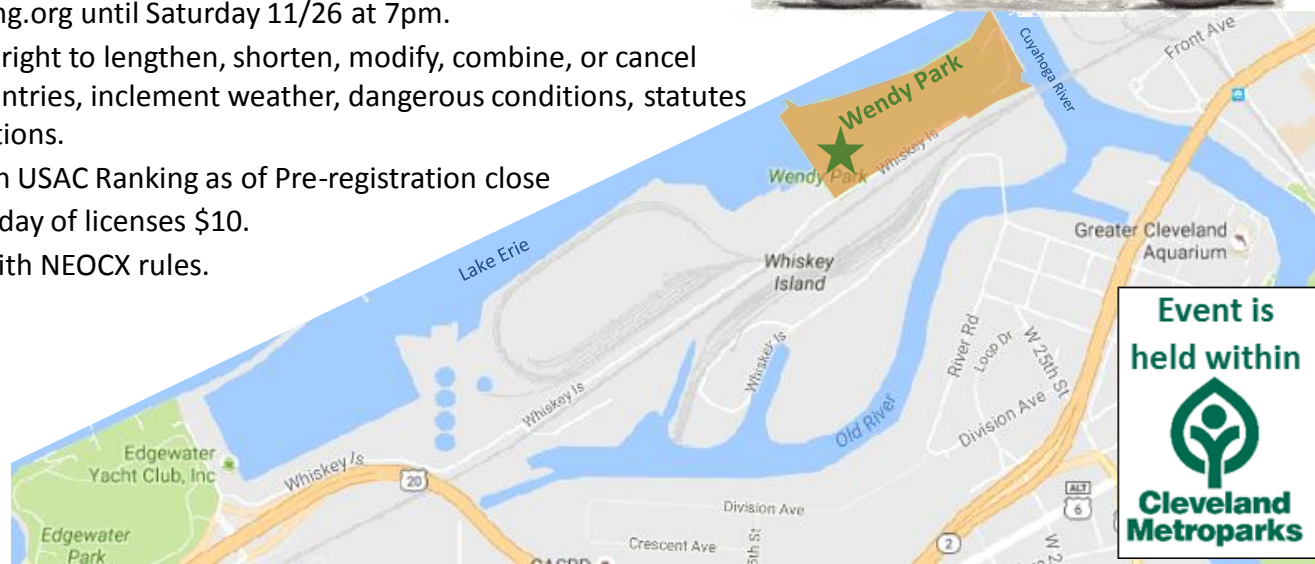 ng.org until Saturday 11/26 at 7pm.
right to lengthen, shorten, modify, combine, or cancel
ntries, inclement weather, dangerous conditions, statutes
tions.
n USAC Ranking as of Pre-registration close
day of licenses $10.
ith NEOCX rules.
Front Ave
Cuyahoga River
Wendy Park
Whiskey Is
Wendy Park
Lake Erie
Whiskey
Island
Greater Cleveland
Aquarium
River Rd
Loop Dr
W 25th St
Whiskey Is
Whiskey Is
Division Ave
Old River
Edgewater
Yacht Club, Inc
Whiskey Is
20
ALT
6
Division Ave
Edgewater
Park
Crescent Ave
5th St
2
W 2
Event is
held within
Cleveland
Metroparks